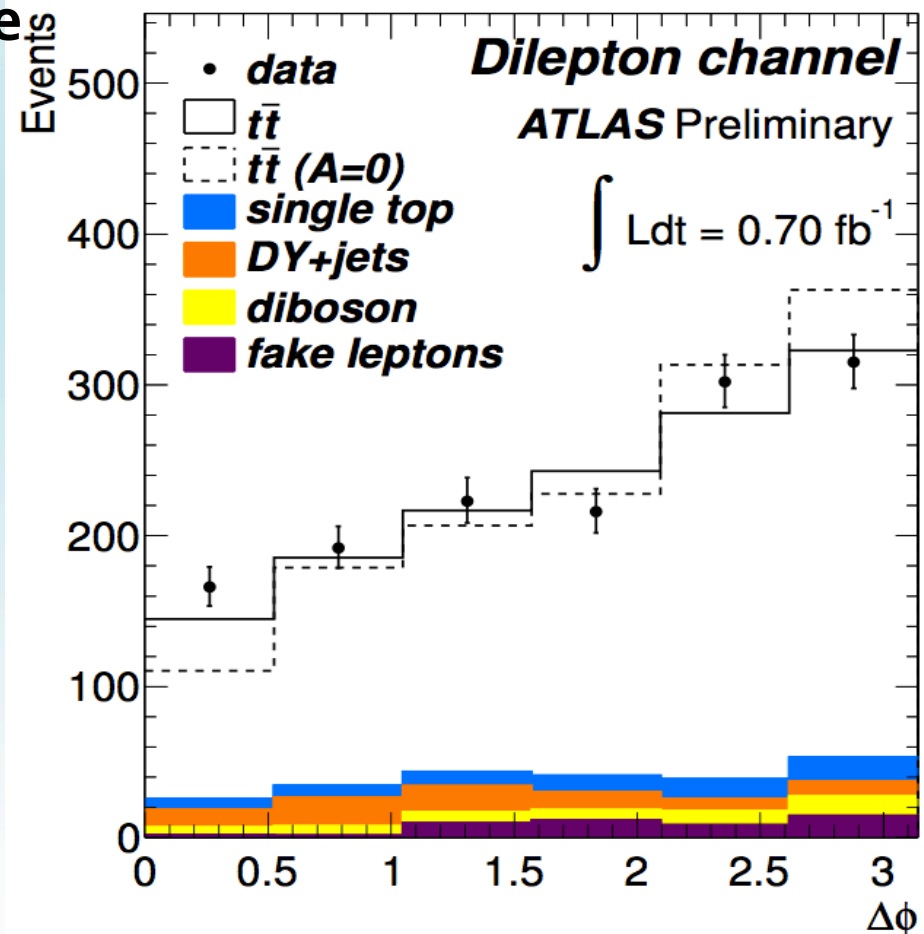 e
Events
500
400
300
200
100
0
data
tt̄
tt̄ (A=0)
single top
DY+jets
diboson
fake leptons
Dilepton channel
ATLAS Preliminary
∫ Ldt = 0.70 fb⁻¹
0 0.5 1 1.5 2 2.5 3
Δϕ